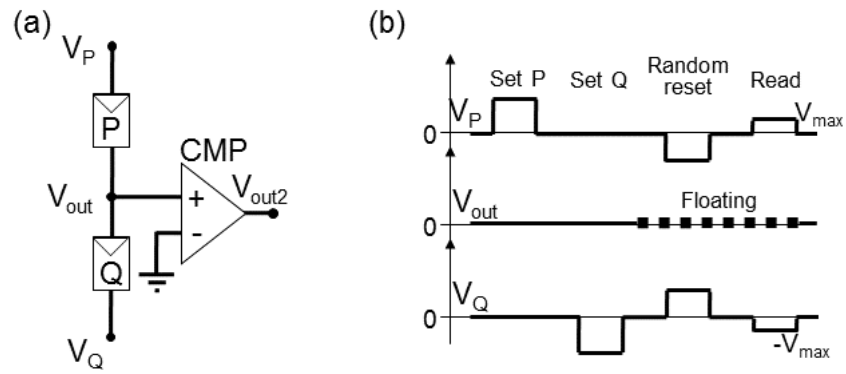 (a)
V_P
P
CMP
V_out
+
-
V_out2
Q
V_Q
(b)
Set P Set Q Random reset Read
V_P
0
V_max
V_out
Floating
0
V_Q
0
-V_max